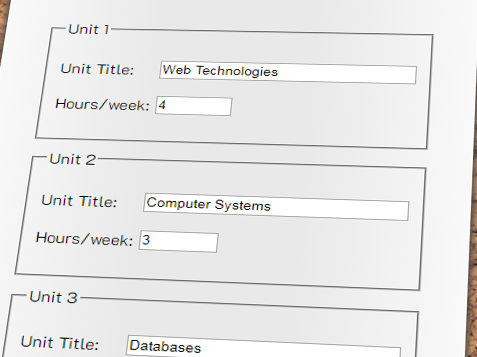 Unit 1
Unit Title: Web Technologies
Hours/week: 4
Unit 2
Unit Title: Computer Systems
Hours/week: 3
Unit 3
Unit Title: Databases